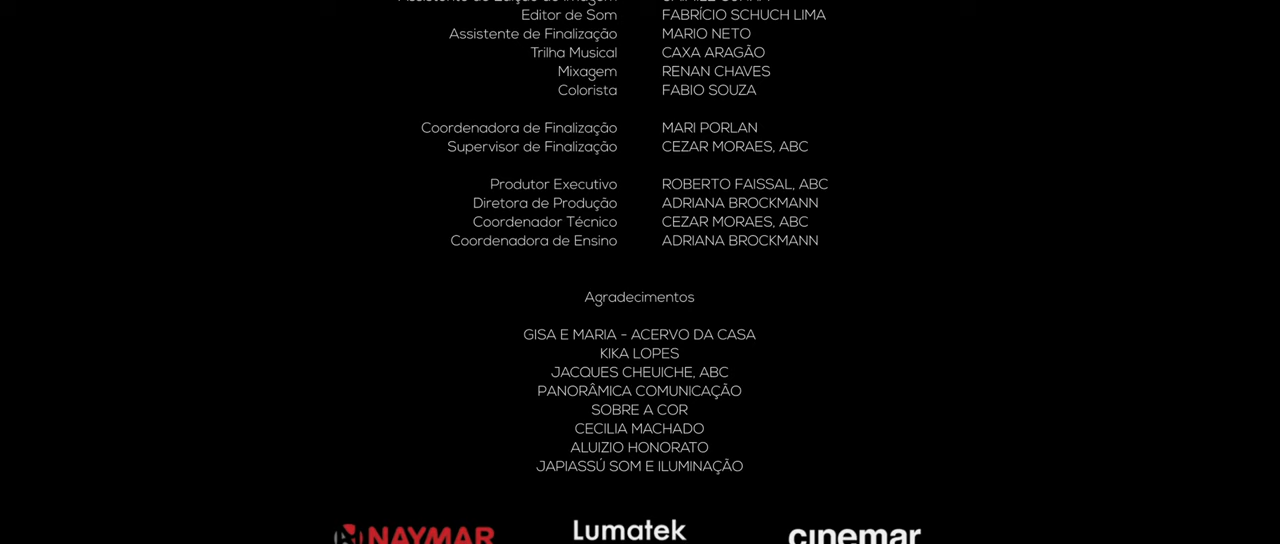 Editor de Som FABRÍCIO SCHUCH LIMA
Assistente de Finalização MARIO NETO
Trilha Musical CAXA ARAGÃO
Mixagem RENAN CHAVES
Colorista FABIO SOUZA
Coordenadora de Finalização MARI PORLAN
Supervisor de Finalização CEZAR MORAES, ABC
Produtor Executivo ROBERTO FAISSAL, ABC
Diretora de Produção ADRIANA BROCKMANN
Coordenador Técnico CEZAR MORAES, ABC
Coordenadora de Ensino ADRIANA BROCKMANN
Agradecimentos
GISA E MARIA - ACERVO DA CASA
KIKA LOPES
JACQUES CHEUICHE, ABC
PANORÂMICA COMUNICAÇÃO
SOBRE A COR
CECILIA MACHADO
ALUIZIO HONORATO
JAPIASSÚ SOM E ILUMINAÇÃO
NAYMAR Lumatek cinemar